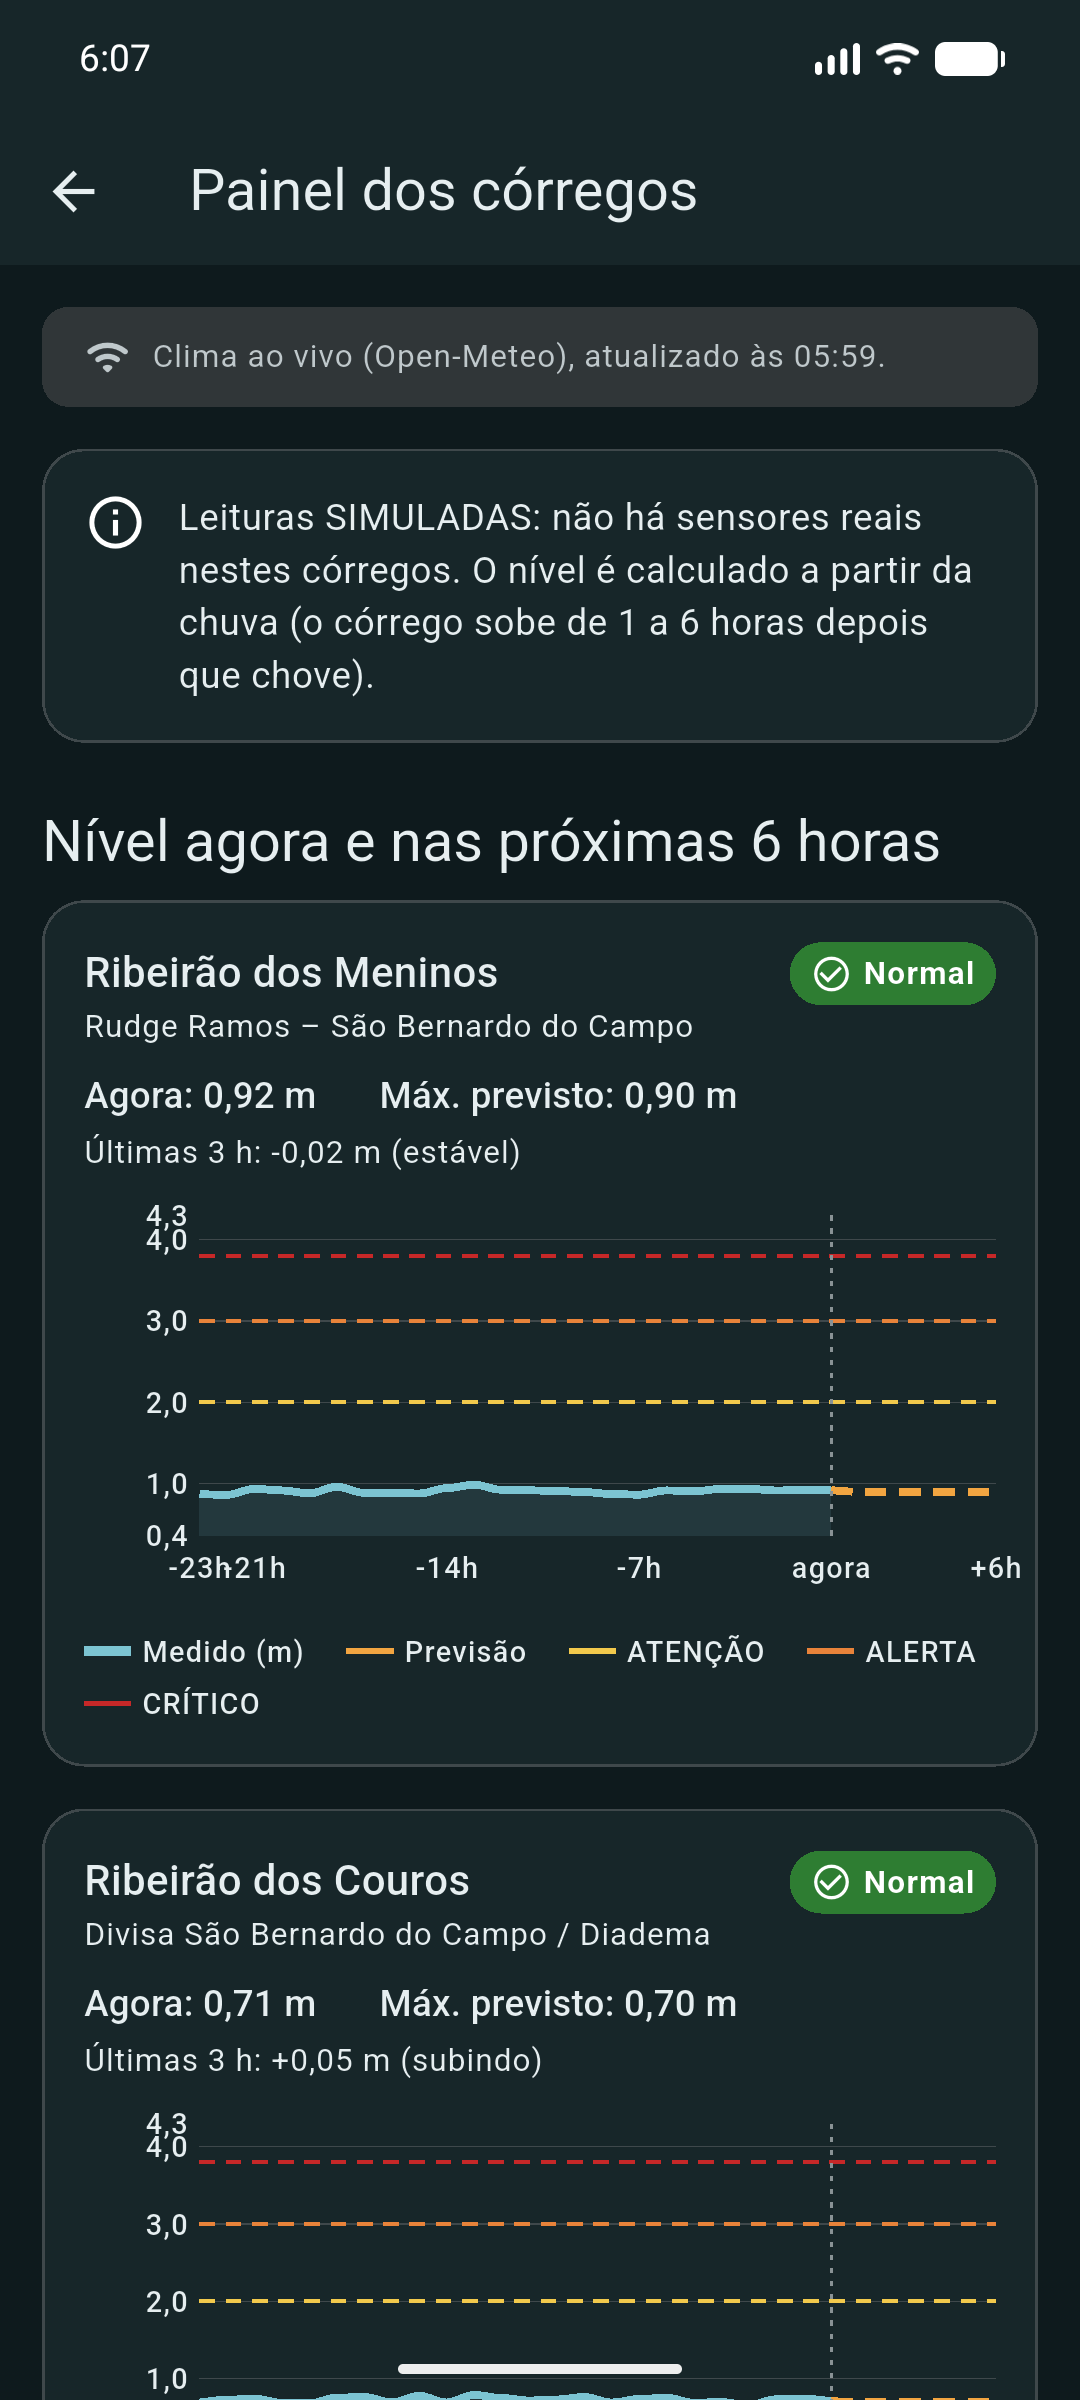 6:07
Painel dos córregos
Clima ao vivo (Open-Meteo), atualizado às 05:59.
Leituras SIMULADAS: não há sensores reais
nestes córregos. O nível é calculado a partir da
chuva (o córrego sobe de 1 a 6 horas depois
que chove).
Nível agora e nas próximas 6 horas
Ribeirão dos Meninos
Normal
Rudge Ramos – São Bernardo do Campo
Agora: 0,92 m Máx. previsto: 0,90 m
Últimas 3 h: -0,02 m (estável)
4,3
4,0
3,0
2,0
1,0
0,4
-23h -21h -14h -7h agora +6h
Medido (m) Previsão ATENÇÃO ALERTA
CRÍTICO
Ribeirão dos Couros
Normal
Divisa São Bernardo do Campo / Diadema
Agora: 0,71 m Máx. previsto: 0,70 m
Últimas 3 h: +0,05 m (subindo)
4,3
4,0
3,0
2,0
1,0